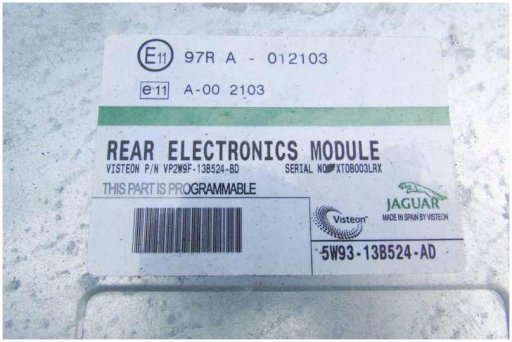 E11 97R A - 012103
e11 A-00 2103
REAR ELECTRONICS MODULE
VISTEON P/N VP2W9F-13B524-BD SERIAL NO XTDB003LRX
THIS PART IS PROGRAMMABLE
Visteon
JAGUAR
MADE IN SPAIN BY VISTEON
5W93-13B524-AD